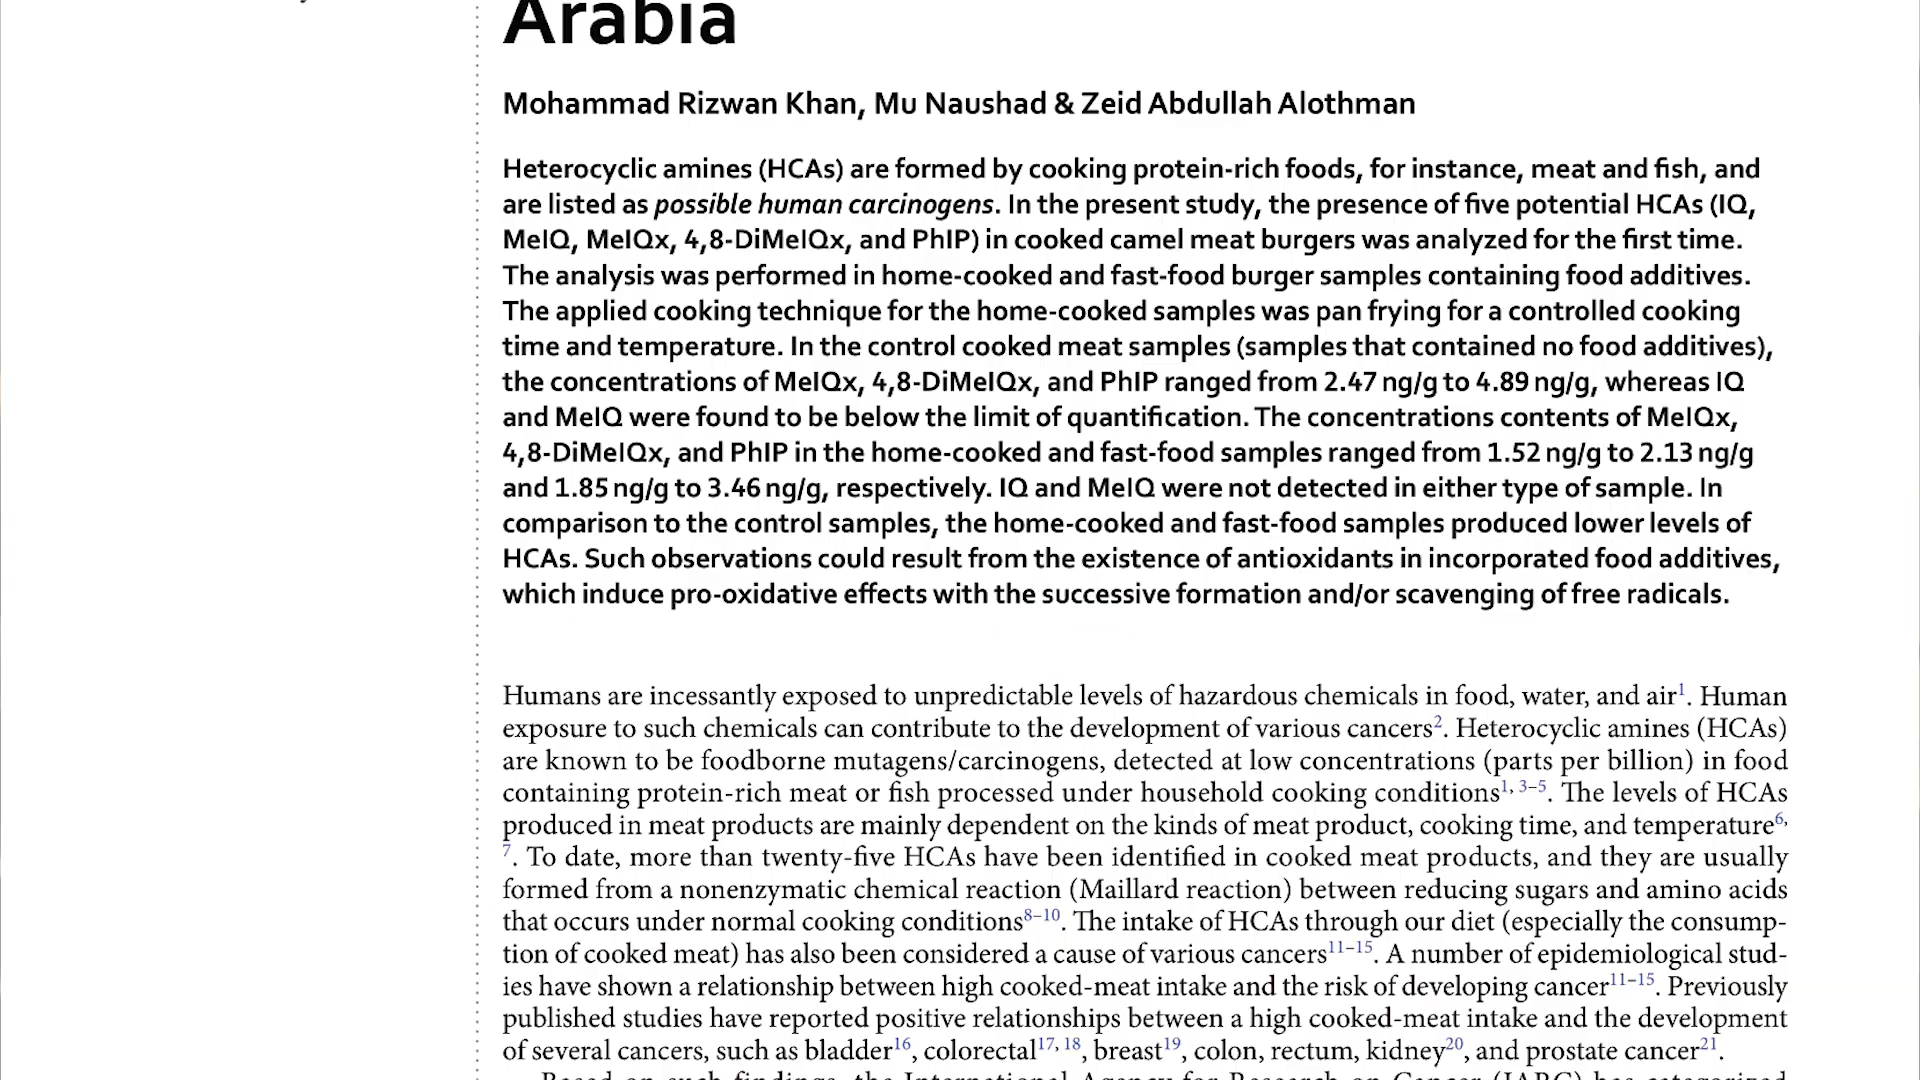 Arabia
Mohammad Rizwan Khan, Mu Naushad & Zeid Abdullah Alothman
Heterocyclic amines (HCAs) are formed by cooking protein-rich foods, for instance, meat and fish, and
are listed as possible human carcinogens. In the present study, the presence of five potential HCAs (IQ,
MeIQ, MeIQx, 4,8-DiMeIQx, and PhIP) in cooked camel meat burgers was analyzed for the first time.
The analysis was performed in home-cooked and fast-food burger samples containing food additives.
The applied cooking technique for the home-cooked samples was pan frying for a controlled cooking
time and temperature. In the control cooked meat samples (samples that contained no food additives),
the concentrations of MeIQx, 4,8-DiMeIQx, and PhIP ranged from 2.47 ng/g to 4.89 ng/g, whereas IQ
and MeIQ were found to be below the limit of quantification. The concentrations contents of MeIQx,
4,8-DiMeIQx, and PhIP in the home-cooked and fast-food samples ranged from 1.52 ng/g to 2.13 ng/g
and 1.85 ng/g to 3.46 ng/g, respectively. IQ and MeIQ were not detected in either type of sample. In
comparison to the control samples, the home-cooked and fast-food samples produced lower levels of
HCAs. Such observations could result from the existence of antioxidants in incorporated food additives,
which induce pro-oxidative effects with the successive formation and/or scavenging of free radicals.
Humans are incessantly exposed to unpredictable levels of hazardous chemicals in food, water, and air1. Human
exposure to such chemicals can contribute to the development of various cancers2. Heterocyclic amines (HCAs)
are known to be foodborne mutagens/carcinogens, detected at low concentrations (parts per billion) in food
containing protein-rich meat or fish processed under household cooking conditions1, 3–5. The levels of HCAs
produced in meat products are mainly dependent on the kinds of meat product, cooking time, and temperature6,
7. To date, more than twenty-five HCAs have been identified in cooked meat products, and they are usually
formed from a nonenzymatic chemical reaction (Maillard reaction) between reducing sugars and amino acids
that occurs under normal cooking conditions8–10. The intake of HCAs through our diet (especially the consump-
tion of cooked meat) has also been considered a cause of various cancers11–15. A number of epidemiological stud-
ies have shown a relationship between high cooked-meat intake and the risk of developing cancer11–15. Previously
published studies have reported positive relationships between a high cooked-meat intake and the development
of several cancers, such as bladder16, colorectal17, 18, breast19, colon, rectum, kidney20, and prostate cancer21.
Based on such findings, the International Agency for Research on Cancer (IARC) has categorized